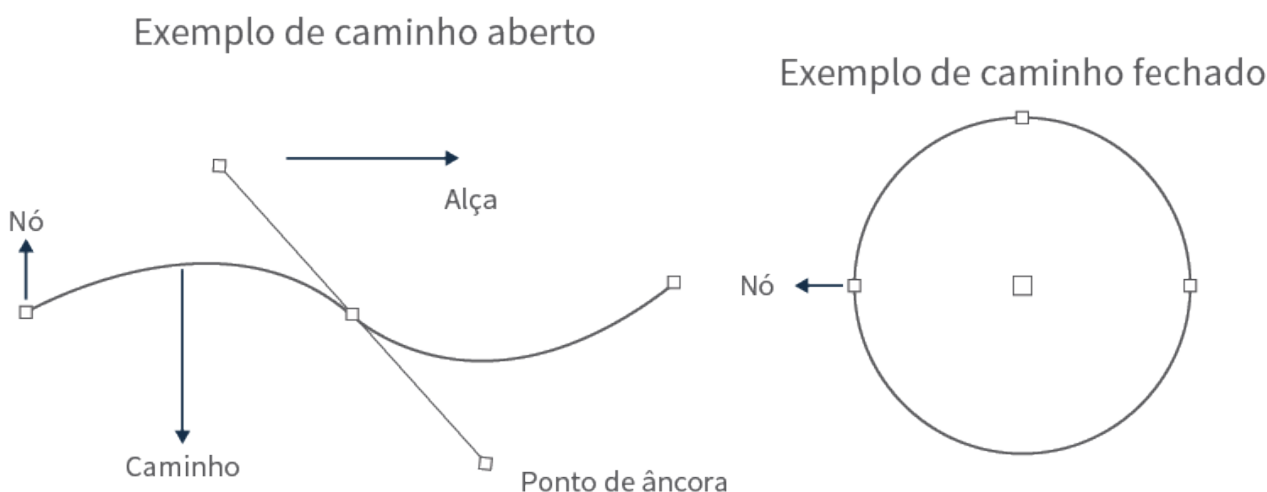 Exemplo de caminho aberto
Exemplo de caminho fechado
Alça
Nó
Nó
Caminho
Ponto de âncora